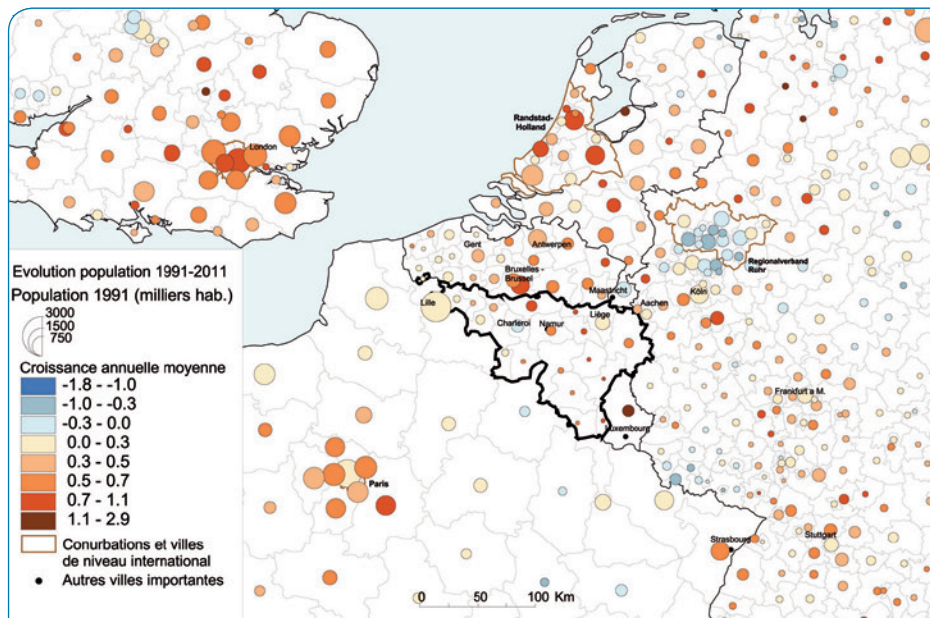 London
Randstad-
Holland
Gent
Antwerpen
Bruxelles -
Brussel
Maastricht
Aachen
Köln
Regionalverband
Ruhr
Lille
Charleroi
Namur
Liège
Luxembourg
Frankfurt a M.
Paris
Strasbourg
Stuttgart
Evolution population 1991-2011
Population 1991 (milliers hab.)
3000
1500
750
Croissance annuelle moyenne
-1.8 - -1.0
-1.0 - -0.3
-0.3 - 0.0
0.0 - 0.3
0.3 - 0.5
0.5 - 0.7
0.7 - 1.1
1.1 - 2.9
Conurbations et villes
de niveau international
Autres villes importantes
0 50 100 Km